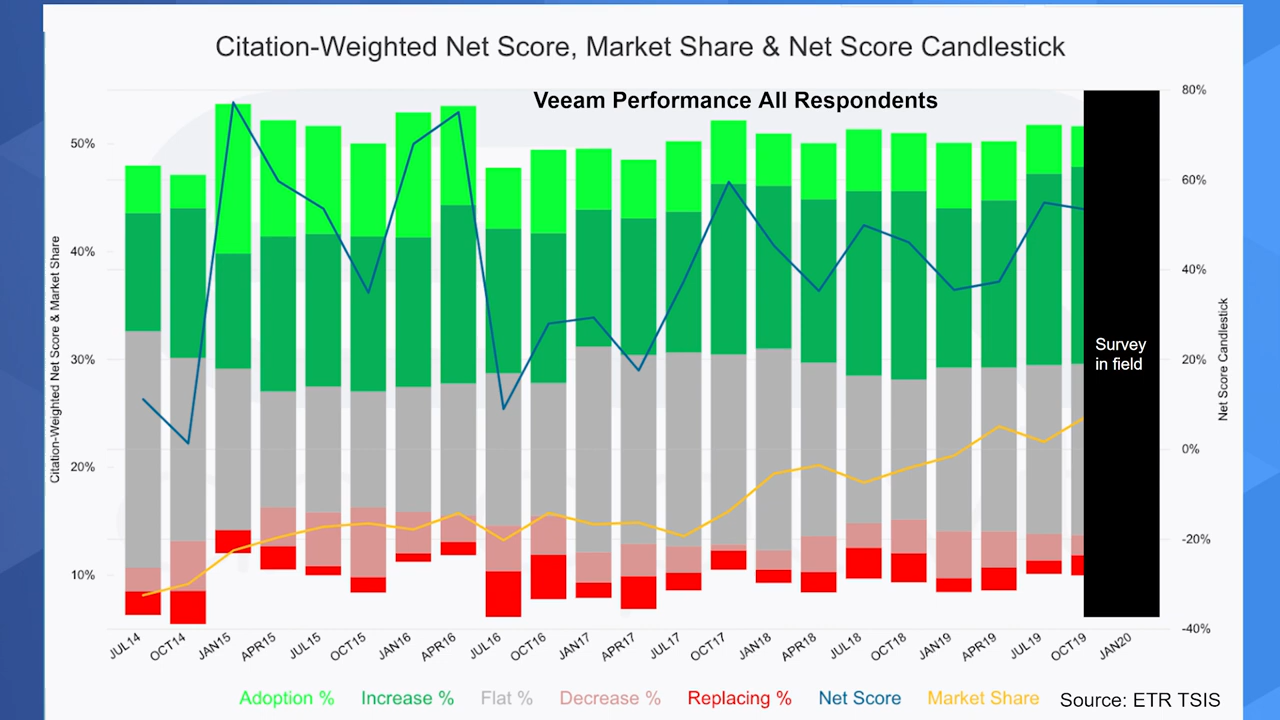 Citation-Weighted Net Score, Market Share & Net Score Candlestick
Veeam Performance All Respondents
Citation-Weighted Net Score & Market Share
50%
40%
30%
20%
10%
80%
60%
40%
20%
0%
-20%
-40%
Net Score Candlestick
Survey
in field
JUL14 OCT14 JAN15 APR15 JUL15 OCT15 JAN16 APR16 JUL16 OCT16 JAN17 APR17 JUL17 OCT17 JAN18 APR18 JUL18 OCT18 JAN19 APR19 JUL19 OCT19 JAN20
Adoption % Increase % Flat % Decrease % Replacing % Net Score Market Share
Source: ETR TSIS